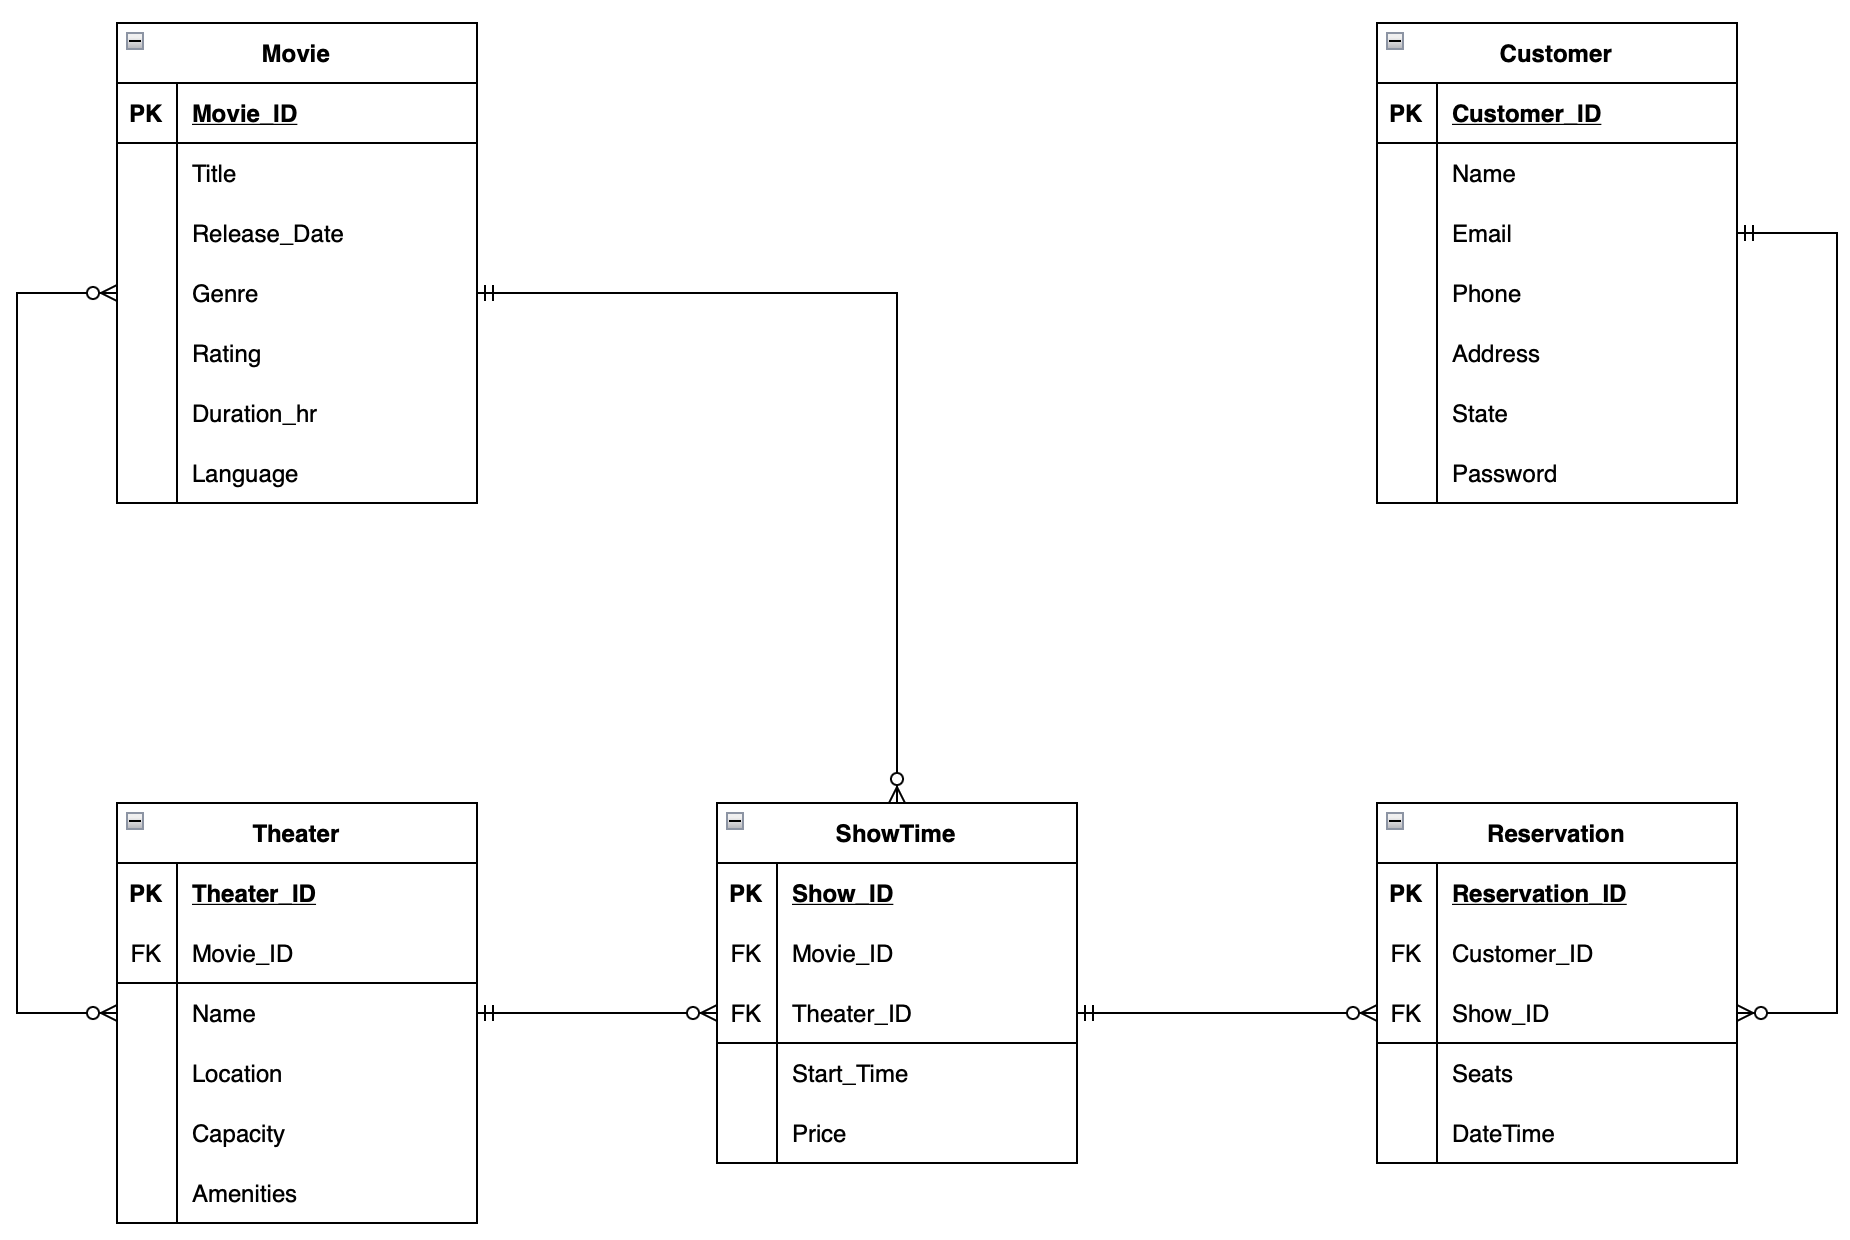 Movie
PK Movie_ID
Title
Release_Date
Genre
Rating
Duration_hr
Language
Customer
PK Customer_ID
Name
Email
Phone
Address
State
Password
Theater
PK Theater_ID
FK Movie_ID
Name
Location
Capacity
Amenities
ShowTime
PK Show_ID
FK Movie_ID
FK Theater_ID
Start_Time
Price
Reservation
PK Reservation_ID
FK Customer_ID
FK Show_ID
Seats
DateTime